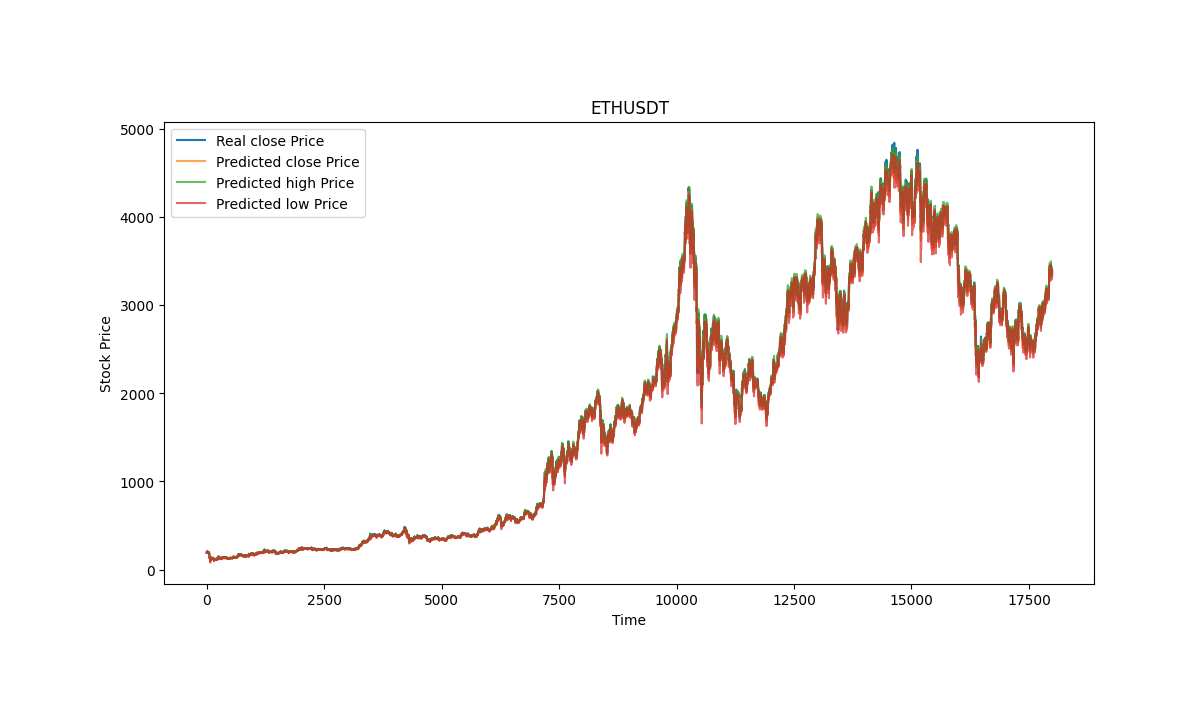 ETHUSDT
Real close Price
Predicted close Price
Predicted high Price
Predicted low Price
5000
4000
3000
2000
1000
0
Stock Price
0 2500 5000 7500 10000 12500 15000 17500
Time